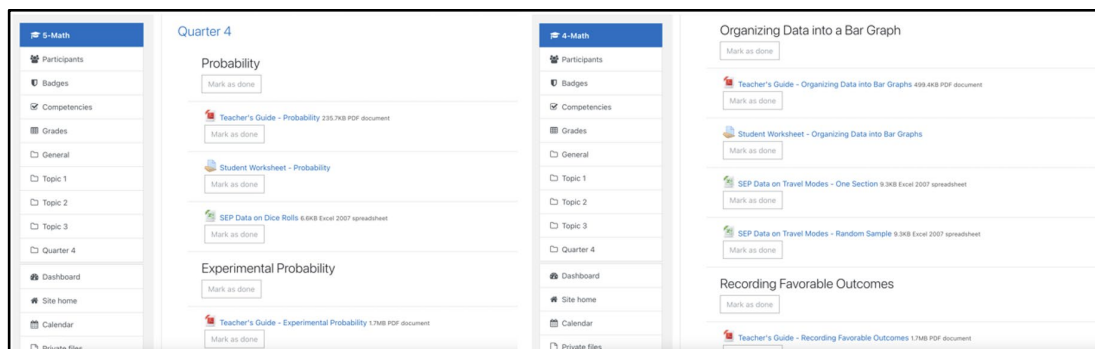 5-Math
Participants
Badges
Competencies
Grades
General
Topic 1
Topic 2
Topic 3
Quarter 4
Dashboard
Site home
Calendar
Private files
Quarter 4
Probability
Mark as done
Teacher's Guide - Probability 235.7KB PDF document
Mark as done
Student Worksheet - Probability
Mark as done
SEP Data on Dice Rolls 6.6KB Excel 2007 spreadsheet
Mark as done
Experimental Probability
Mark as done
Teacher's Guide - Experimental Probability 1.7MB PDF document
Mark as done
4-Math
Participants
Badges
Competencies
Grades
General
Topic 1
Topic 2
Topic 3
Quarter 4
Dashboard
Site home
Calendar
Private files
Organizing Data into a Bar Graph
Mark as done
Teacher's Guide - Organizing Data into Bar Graphs 499.4KB PDF document
Mark as done
Student Worksheet - Organizing Data into Bar Graphs
Mark as done
SEP Data on Travel Modes - One Section 9.3KB Excel 2007 spreadsheet
Mark as done
SEP Data on Travel Modes - Random Sample 9.3KB Excel 2007 spreadsheet
Mark as done
Recording Favorable Outcomes
Mark as done
Teacher's Guide - Recording Favorable Outcomes 1.7MB PDF document